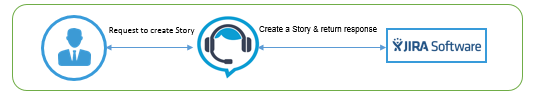 Request to create Story
Create a Story & return response
JIRA Software